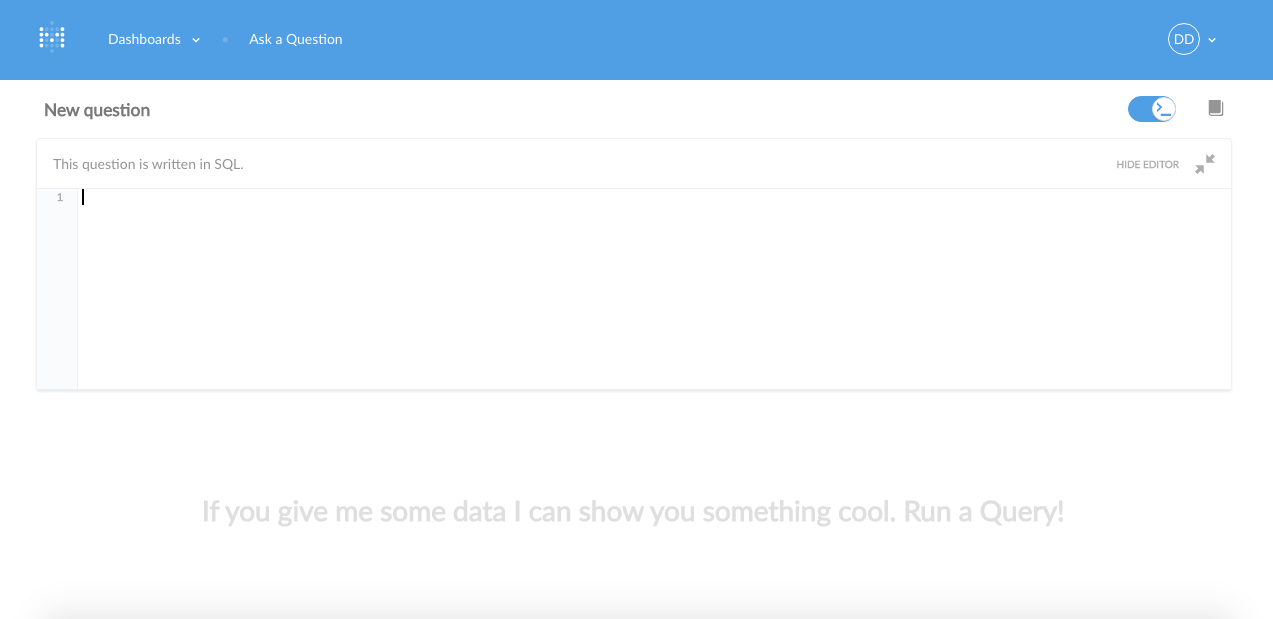 Dashboards
Ask a Question
DD
New question
This question is written in SQL.
HIDE EDITOR
1
If you give me some data I can show you something cool. Run a Query!